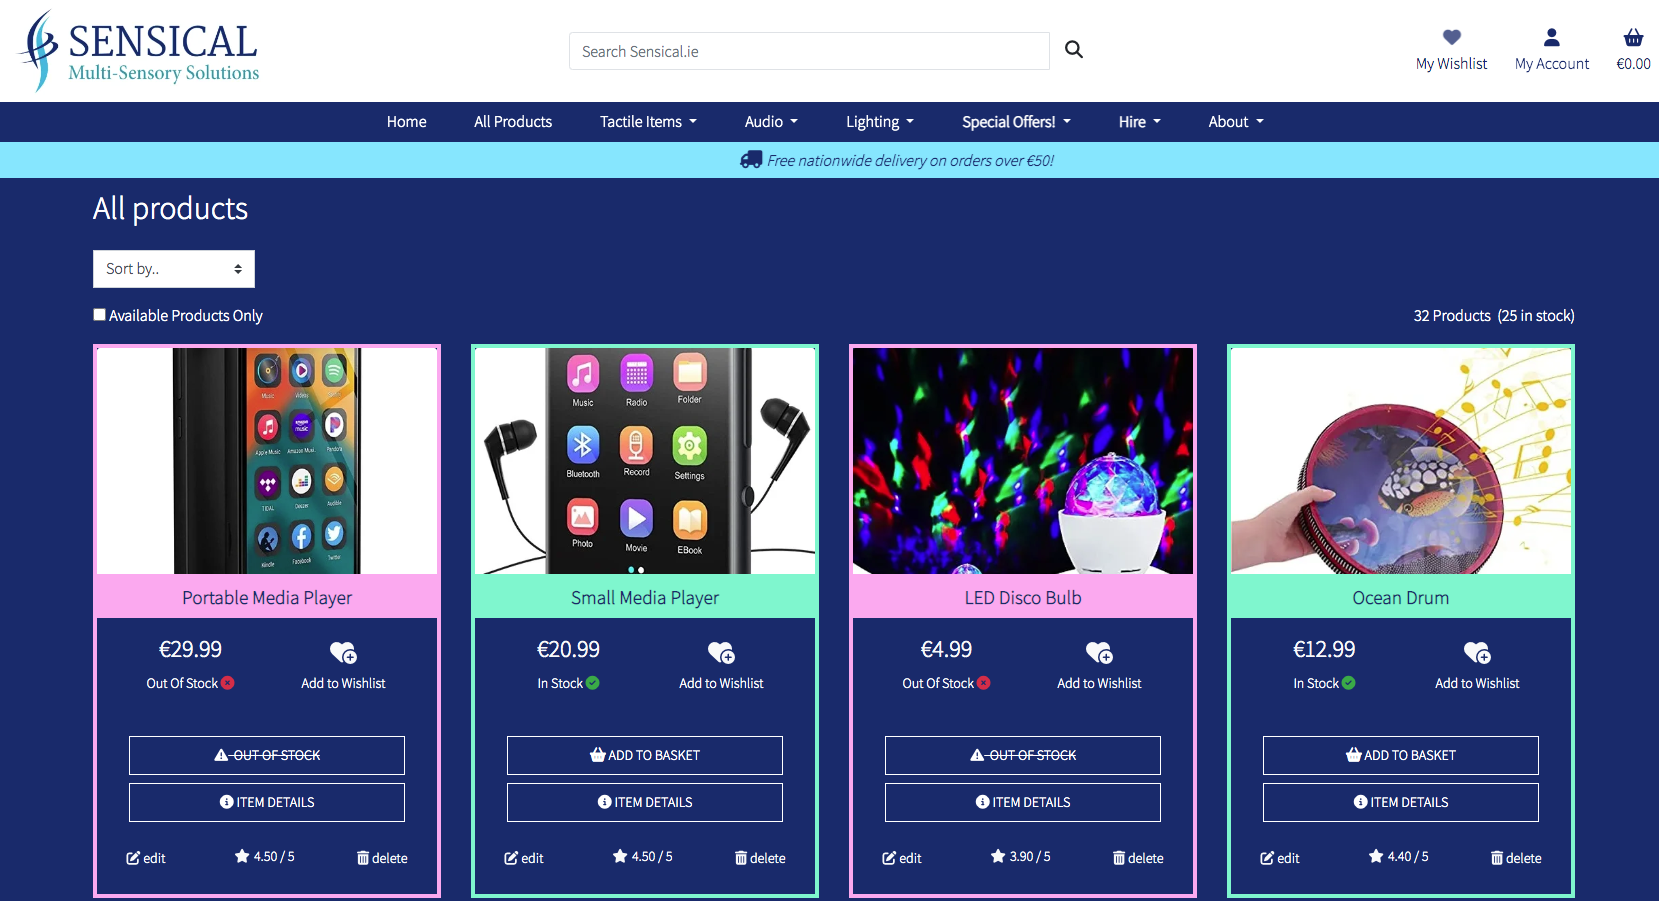 SENSICAL
Multi-Sensory Solutions
Search Sensical.ie
My Wishlist
My Account
€0.00
Home
All Products
Tactile Items
Audio
Lighting
Special Offers!
Hire
About
Free nationwide delivery on orders over €50!
All products
Sort by..
Available Products Only
32 Products (25 in stock)
Music Videos
Apple Music Amazon Music Pandora
TIDAL Deezer Audible
Kindle Facebook Twitter
Portable Media Player
€29.99
Out Of Stock
Add to Wishlist
OUT OF STOCK
ITEM DETAILS
edit
4.50 / 5
delete
Music Radio Folder
Bluetooth Record Settings
Photo Movie EBook
Small Media Player
€20.99
In Stock
Add to Wishlist
ADD TO BASKET
ITEM DETAILS
edit
4.50 / 5
delete
LED Disco Bulb
€4.99
Out Of Stock
Add to Wishlist
OUT OF STOCK
ITEM DETAILS
edit
3.90 / 5
delete
Ocean Drum
€12.99
In Stock
Add to Wishlist
ADD TO BASKET
ITEM DETAILS
edit
4.40 / 5
delete